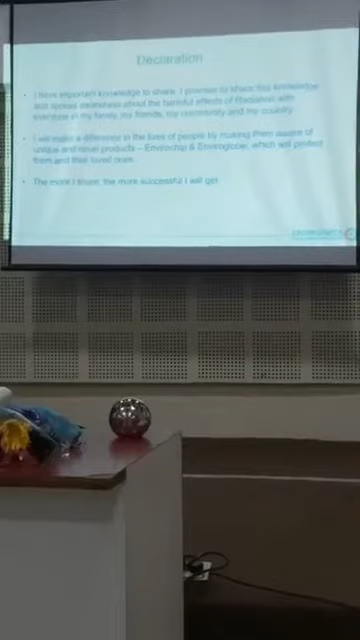 Declaration
I have important knowledge to share. I promise to share this knowledge
and spread awareness about the harmful effects of Radiation with
everyone in my family, my friends, my community and my country.
I will make a difference in the lives of people by making them aware of
unique and novel products – Envirochip & Enviroglobe, which will protect
them and their loved ones.
The more I share, the more successful I will get.